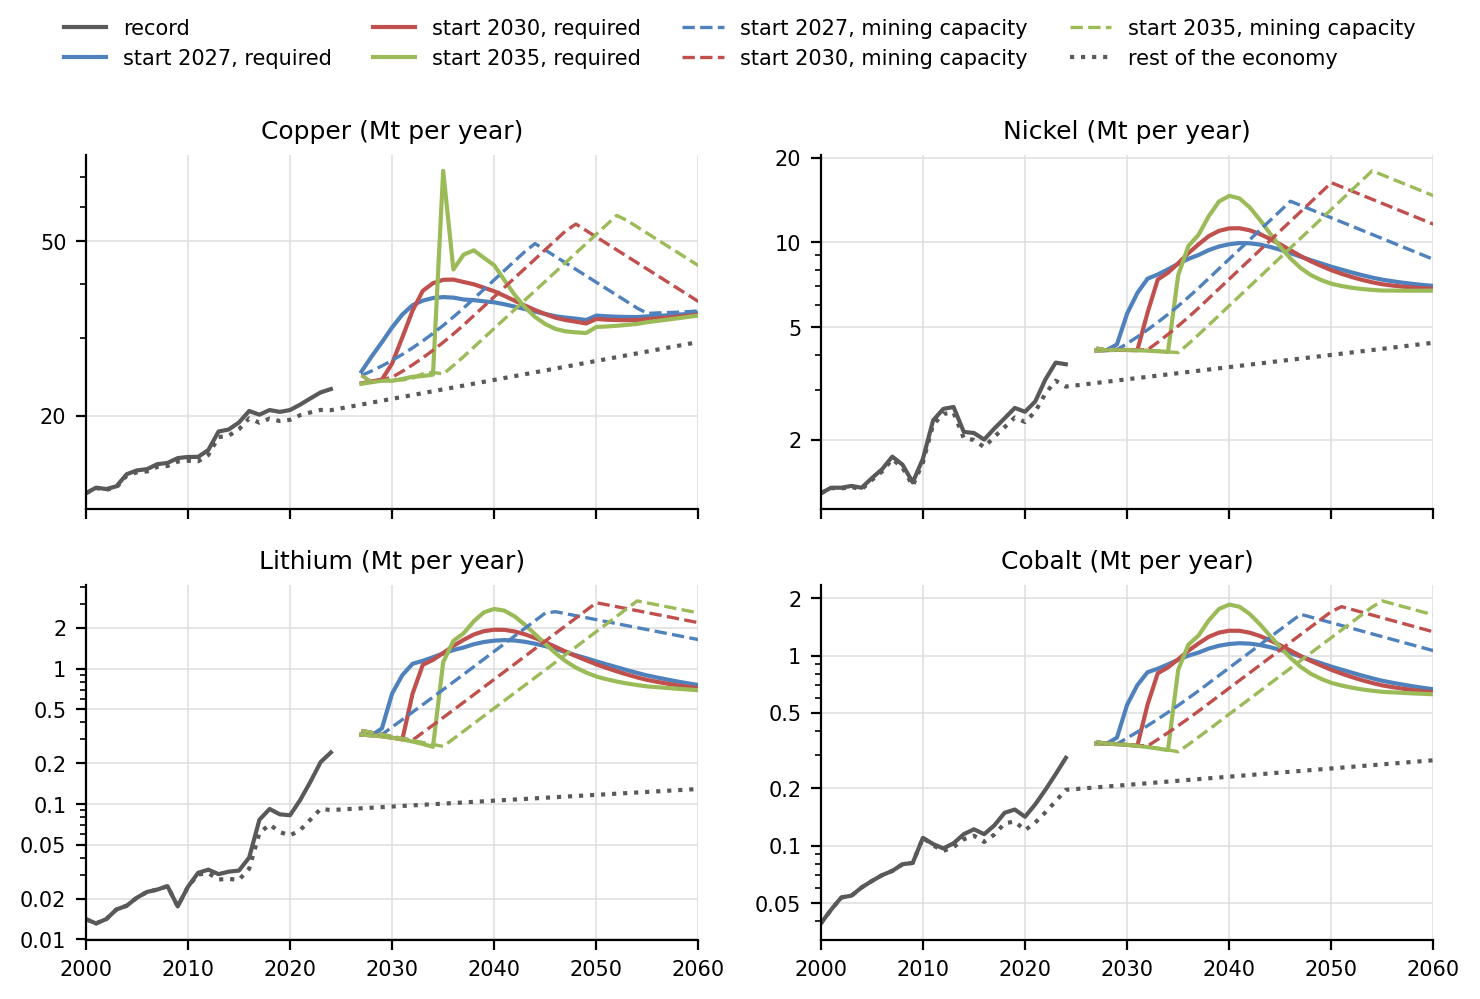 record
start 2027, required
start 2030, required
start 2035, required
start 2027, mining capacity
start 2030, mining capacity
start 2035, mining capacity
rest of the economy
Copper (Mt per year)
50
20
Nickel (Mt per year)
20
10
5
2
Lithium (Mt per year)
2
1
0.5
0.2
0.1
0.05
0.02
0.01
2000 2010 2020 2030 2040 2050 2060
Cobalt (Mt per year)
2
1
0.5
0.2
0.1
0.05
2000 2010 2020 2030 2040 2050 2060